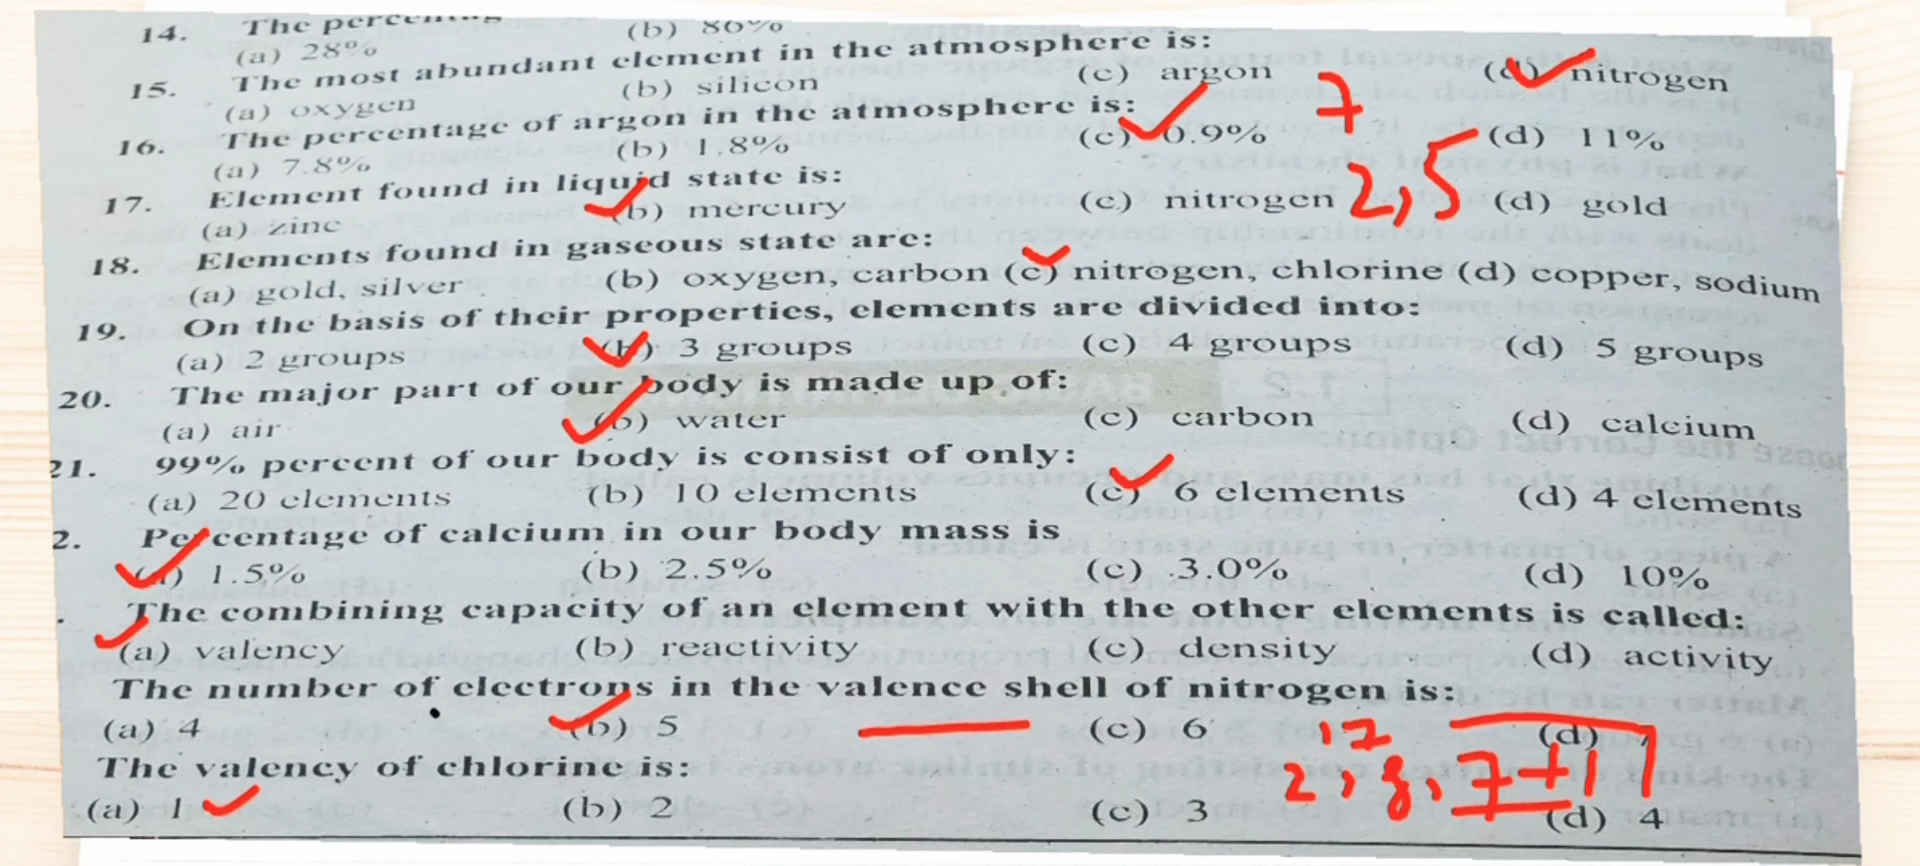 14. The
(a) 28% (b) 80%
15. The most abundant element in the atmosphere is:
(a) oxygen (b) silicon (c) argon (d) nitrogen
16. The percentage of argon in the atmosphere is:
(a) 7.8% (b) 1.8% (c) 0.9% (d) 11%
7
2,5
17. Element found in liquid state is:
(a) zinc (b) mercury (c) nitrogen (d) gold
18. Elements found in gaseous state are:
(a) gold, silver (b) oxygen, carbon (c) nitrogen, chlorine (d) copper, sodium
19. On the basis of their properties, elements are divided into:
(a) 2 groups (b) 3 groups (c) 4 groups (d) 5 groups
20. The major part of our body is made up of:
(a) air (b) water (c) carbon (d) calcium
21. 99% percent of our body is consist of only:
(a) 20 elements (b) 10 elements (c) 6 elements (d) 4 elements
2. Percentage of calcium in our body mass is
(a) 1.5% (b) 2.5% (c) 3.0% (d) 10%
. The combining capacity of an element with the other elements is called:
(a) valency (b) reactivity (c) density (d) activity
The number of electrons in the valence shell of nitrogen is:
(a) 4 (b) 5 (c) 6 (d) 7
The valency of chlorine is:
(a) 1 (b) 2 (c) 3 (d) 4
17
2,8,7+1